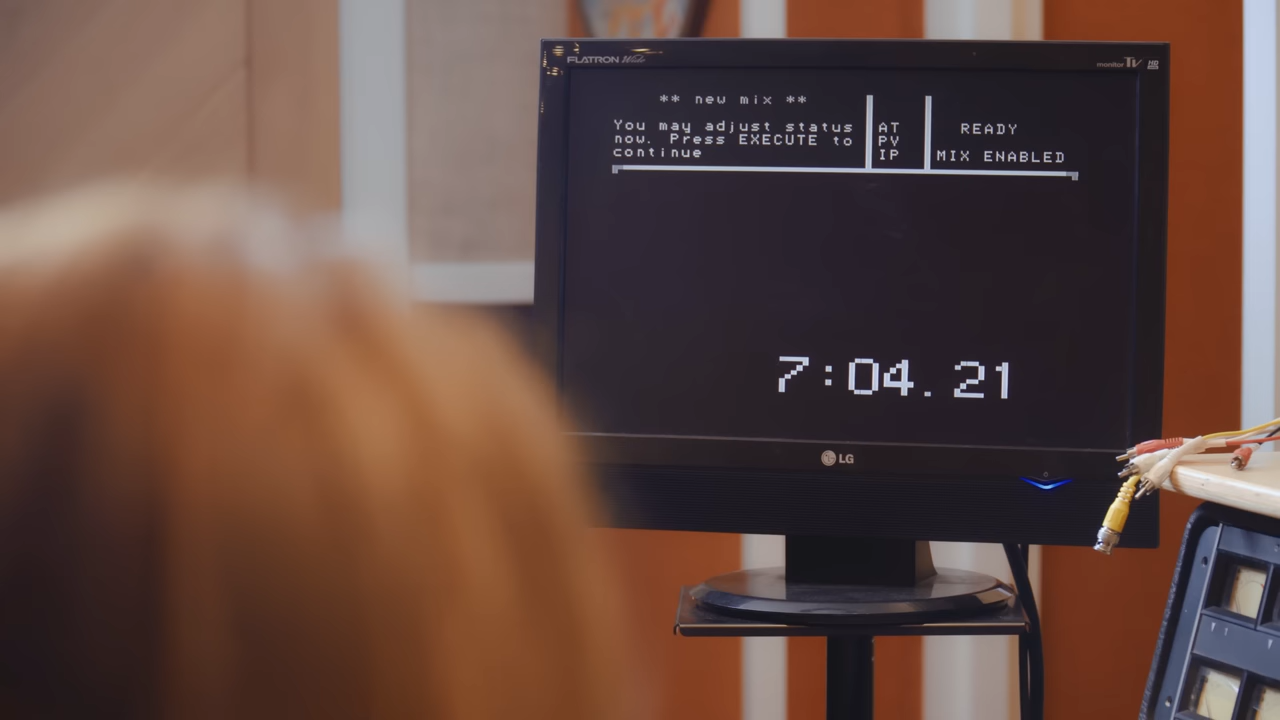 FLATRON Wide
monitor TV HD
** new mix **
You may adjust status
now. Press EXECUTE to
continue
AT
PV
IP
READY
MIX ENABLED
7:04.21
LG